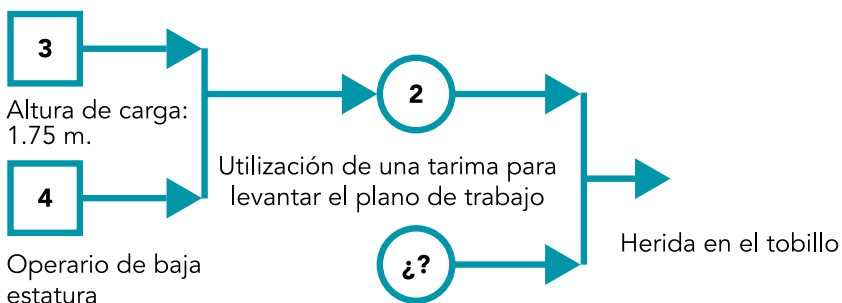 3
Altura de carga:
1.75 m.
4
Operario de baja
estatura
2
Utilización de una tarima para
levantar el plano de trabajo
¿?
Herida en el tobillo